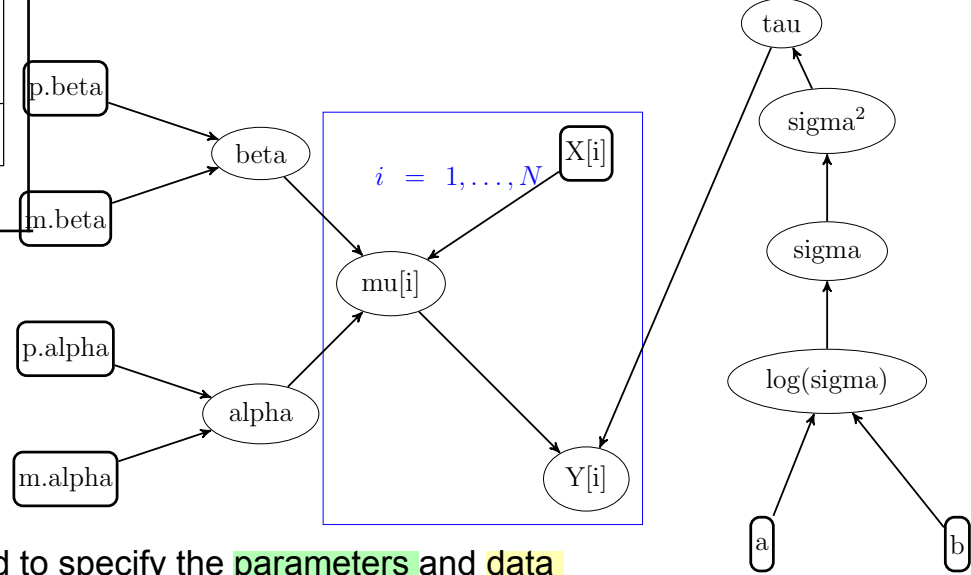 tau
p.beta
sigma²
beta
X[i]
i = 1,...,N
m.beta
sigma
mu[i]
p.alpha
log(sigma)
alpha
Y[i]
m.alpha
a
b
d to specify the parameters and data